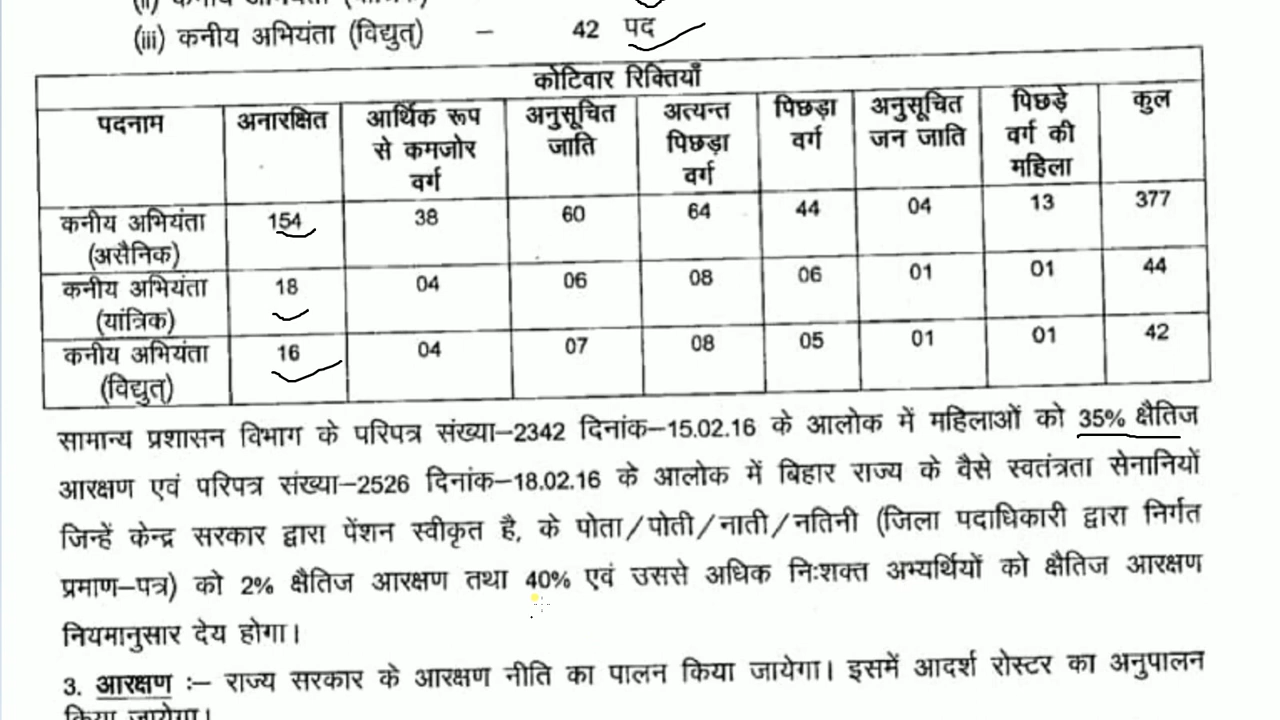 (ii) कनीय अभियंता (यांत्रिक)
(iii) कनीय अभियंता (विद्युत्) – 42 पद
कोटिवार रिक्तियाँ
पदनाम अनारक्षित आर्थिक रूप से कमजोर वर्ग अनुसूचित जाति अत्यन्त पिछड़ा वर्ग पिछड़ा वर्ग अनुसूचित जन जाति पिछड़े वर्ग की महिला कुल
कनीय अभियंता (असैनिक) 154 38 60 64 44 04 13 377
कनीय अभियंता (यांत्रिक) 18 04 06 08 06 01 01 44
कनीय अभियंता (विद्युत्) 16 04 07 08 05 01 01 42
सामान्य प्रशासन विभाग के परिपत्र संख्या–2342 दिनांक–15.02.16 के आलोक में महिलाओं को 35% क्षैतिज
आरक्षण एवं परिपत्र संख्या–2526 दिनांक–18.02.16 के आलोक में बिहार राज्य के वैसे स्वतंत्रता सेनानियों
जिन्हें केन्द्र सरकार द्वारा पेंशन स्वीकृत है, के पोता/पोती/नाती/नतिनी (जिला पदाधिकारी द्वारा निर्गत
प्रमाण–पत्र) को 2% क्षैतिज आरक्षण तथा 40% एवं उससे अधिक निःशक्त अभ्यर्थियों को क्षैतिज आरक्षण
नियमानुसार देय होगा।
3. आरक्षण :– राज्य सरकार के आरक्षण नीति का पालन किया जायेगा। इसमें आदर्श रोस्टर का अनुपालन
किया जायेगा।